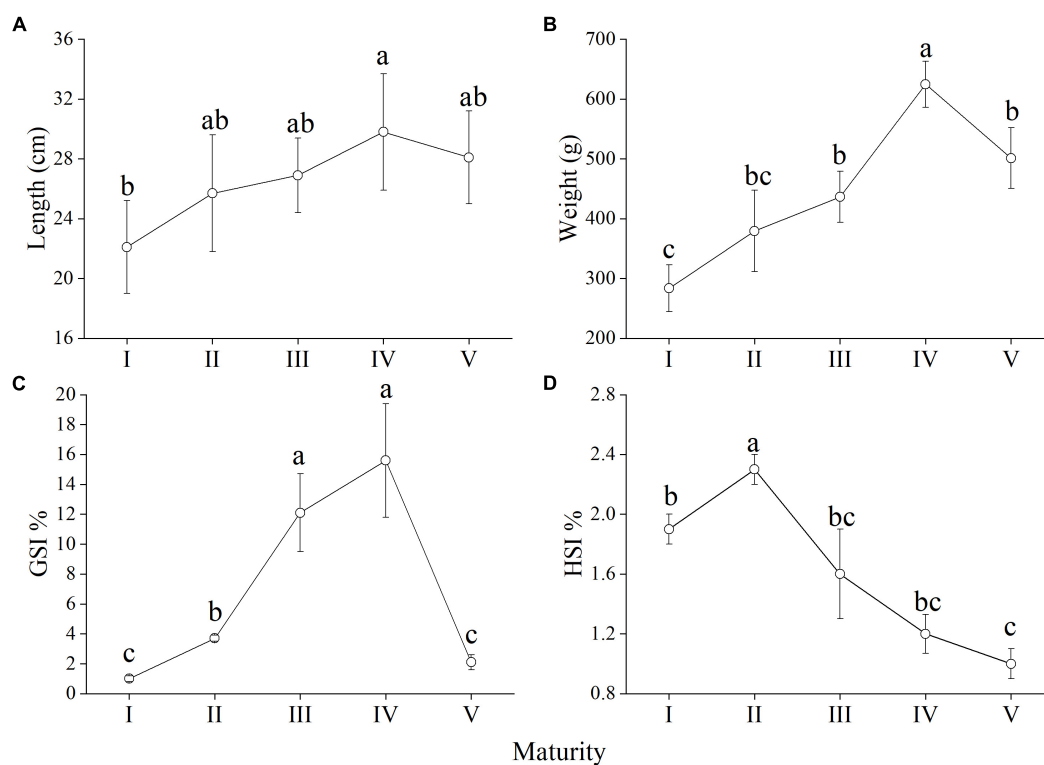 A
36
32
28
24
20
16
Length (cm)
b
ab
ab
a
ab
I II III IV V
B
700
600
500
400
300
200
Weight (g)
c
bc
b
a
b
I II III IV V
C
20
18
16
14
12
10
8
6
4
2
0
GSI %
c
b
a
a
c
I II III IV V
D
2.8
2.4
2.0
1.6
1.2
0.8
HSI %
b
a
bc
bc
c
I II III IV V
Maturity